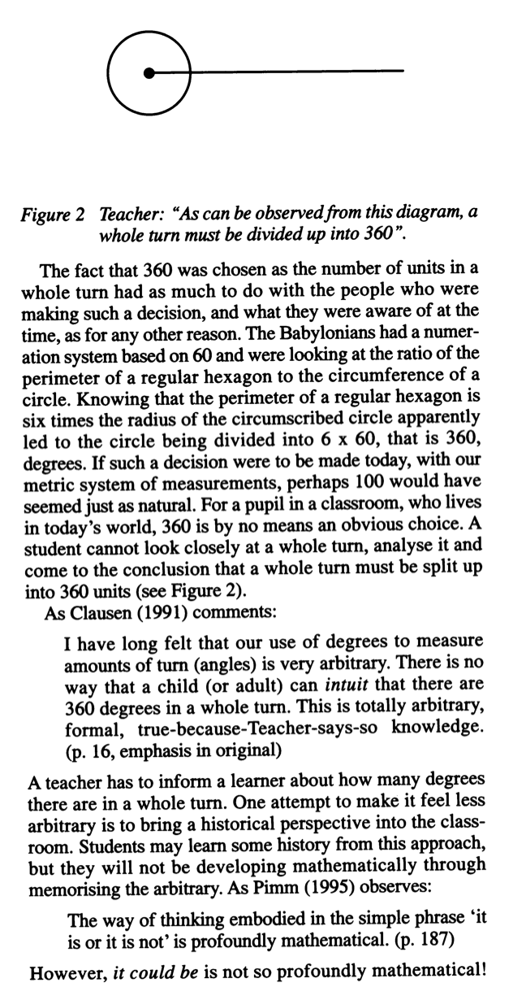 Figure 2 Teacher: “As can be observed from this diagram, a
whole turn must be divided up into 360”.
The fact that 360 was chosen as the number of units in a
whole turn had as much to do with the people who were
making such a decision, and what they were aware of at the
time, as for any other reason. The Babylonians had a numer-
ation system based on 60 and were looking at the ratio of the
perimeter of a regular hexagon to the circumference of a
circle. Knowing that the perimeter of a regular hexagon is
six times the radius of the circumscribed circle apparently
led to the circle being divided into 6 x 60, that is 360,
degrees. If such a decision were to be made today, with our
metric system of measurements, perhaps 100 would have
seemed just as natural. For a pupil in a classroom, who lives
in today’s world, 360 is by no means an obvious choice. A
student cannot look closely at a whole turn, analyse it and
come to the conclusion that a whole turn must be split up
into 360 units (see Figure 2).
As Clausen (1991) comments:
I have long felt that our use of degrees to measure
amounts of turn (angles) is very arbitrary. There is no
way that a child (or adult) can intuit that there are
360 degrees in a whole turn. This is totally arbitrary,
formal, true-because-Teacher-says-so knowledge.
(p. 16, emphasis in original)
A teacher has to inform a learner about how many degrees
there are in a whole turn. One attempt to make it feel less
arbitrary is to bring a historical perspective into the class-
room. Students may learn some history from this approach,
but they will not be developing mathematically through
memorising the arbitrary. As Pimm (1995) observes:
The way of thinking embodied in the simple phrase ‘it
is or it is not’ is profoundly mathematical. (p. 187)
However, it could be is not so profoundly mathematical!